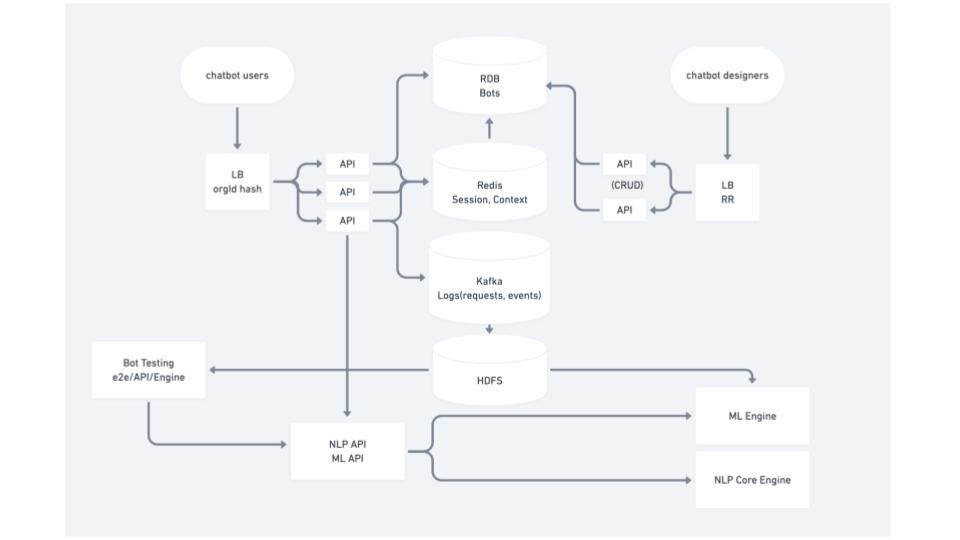 chatbot users
RDB
Bots
chatbot designers
LB
orgId hash
API
API
API
Redis
Session, Context
API
(CRUD)
API
LB
RR
Kafka
Logs(requests, events)
HDFS
Bot Testing
e2e/API/Engine
NLP API
ML API
ML Engine
NLP Core Engine